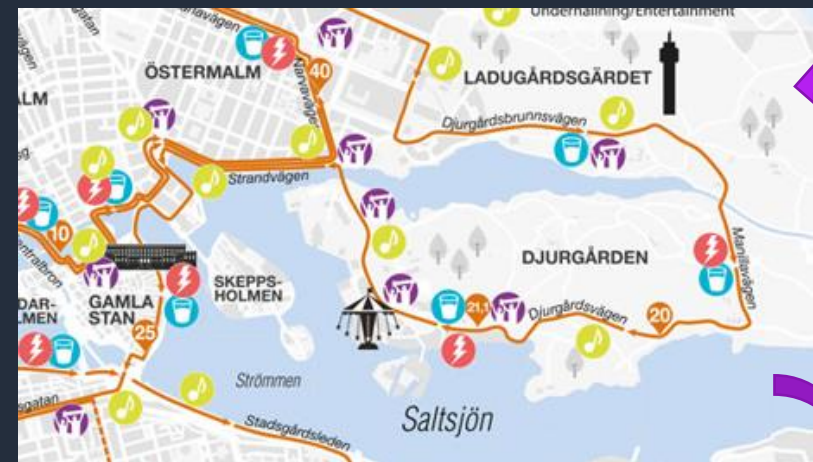 Underhållning/Entertainment
ÖSTERMALM
40
Narvavägen
LADUGÅRDSGÄRDET
Djurgårdsbrunnsvägen
Strandvägen
10
Centralbron
SKEPPS-
HOLMEN
DJURGÅRDEN
Manillavägen
GAMLA
STAN
25
21,1
Djurgårdsvägen
20
Strömmen
Saltsjön
Stadsgårdsleden